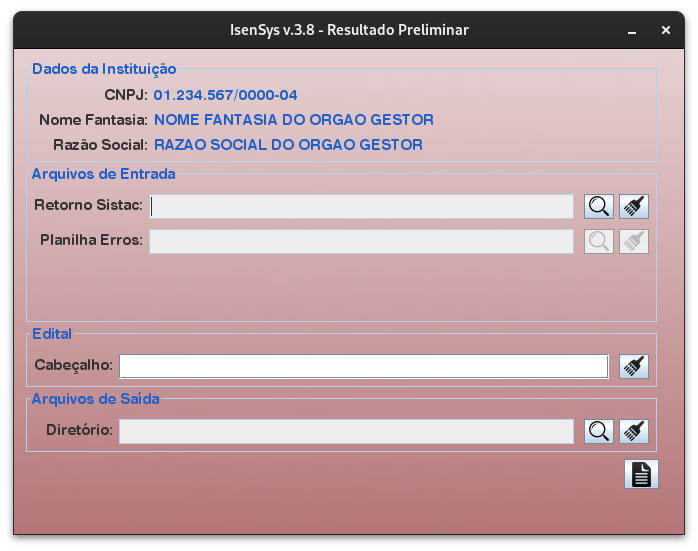 IsenSys v.3.8 - Resultado Preliminar
Dados da Instituição
CNPJ: 01.234.567/0000-04
Nome Fantasia: NOME FANTASIA DO ORGAO GESTOR
Razão Social: RAZAO SOCIAL DO ORGAO GESTOR
Arquivos de Entrada
Retorno Sistac:
Planilha Erros:
Edital
Cabeçalho:
Arquivos de Saída
Diretório: